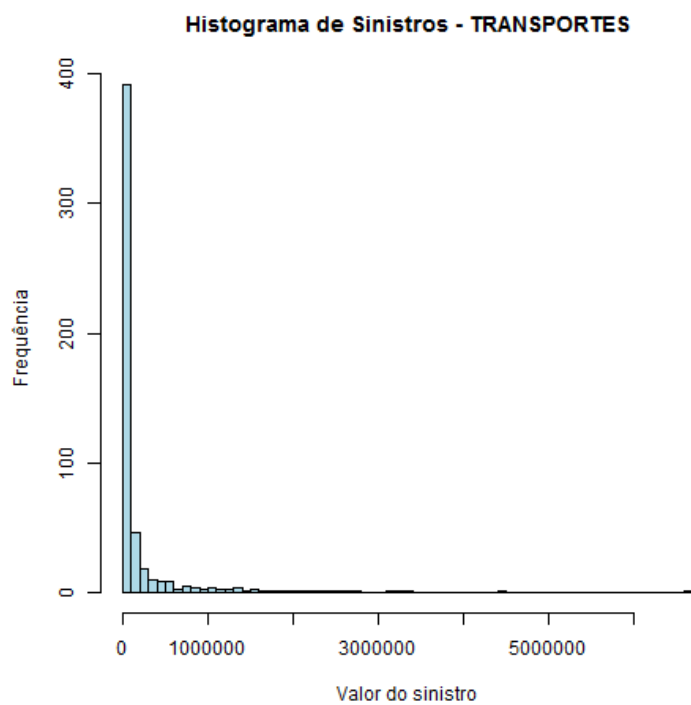 Histograma de Sinistros - TRANSPORTES
400
300
200
100
0
Frequência
0 1000000 3000000 5000000
Valor do sinistro